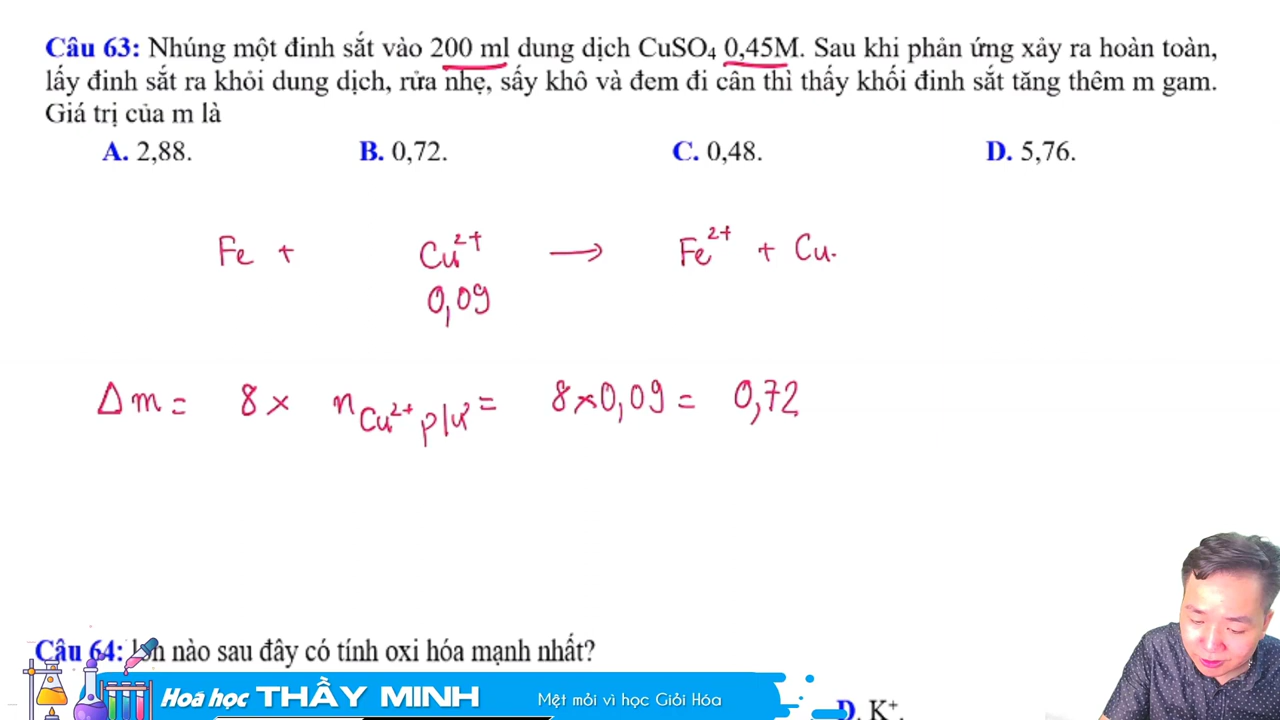 Câu 63: Nhúng một đinh sắt vào 200 ml dung dịch CuSO₄ 0,45M. Sau khi phản ứng xảy ra hoàn toàn,
lấy đinh sắt ra khỏi dung dịch, rửa nhẹ, sấy khô và đem đi cân thì thấy khối đinh sắt tăng thêm m gam.
Giá trị của m là
A. 2,88. B. 0,72. C. 0,48. D. 5,76.
Fe + Cu²⁺ → Fe²⁺ + Cu.
0,09
Δm = 8 × n Cu²⁺ p/ư = 8×0,09 = 0,72
Câu 64: Ion nào sau đây có tính oxi hóa mạnh nhất?
Hoá học THẦY MINH Mệt mỏi vì học Giỏi Hóa
D. K⁺.